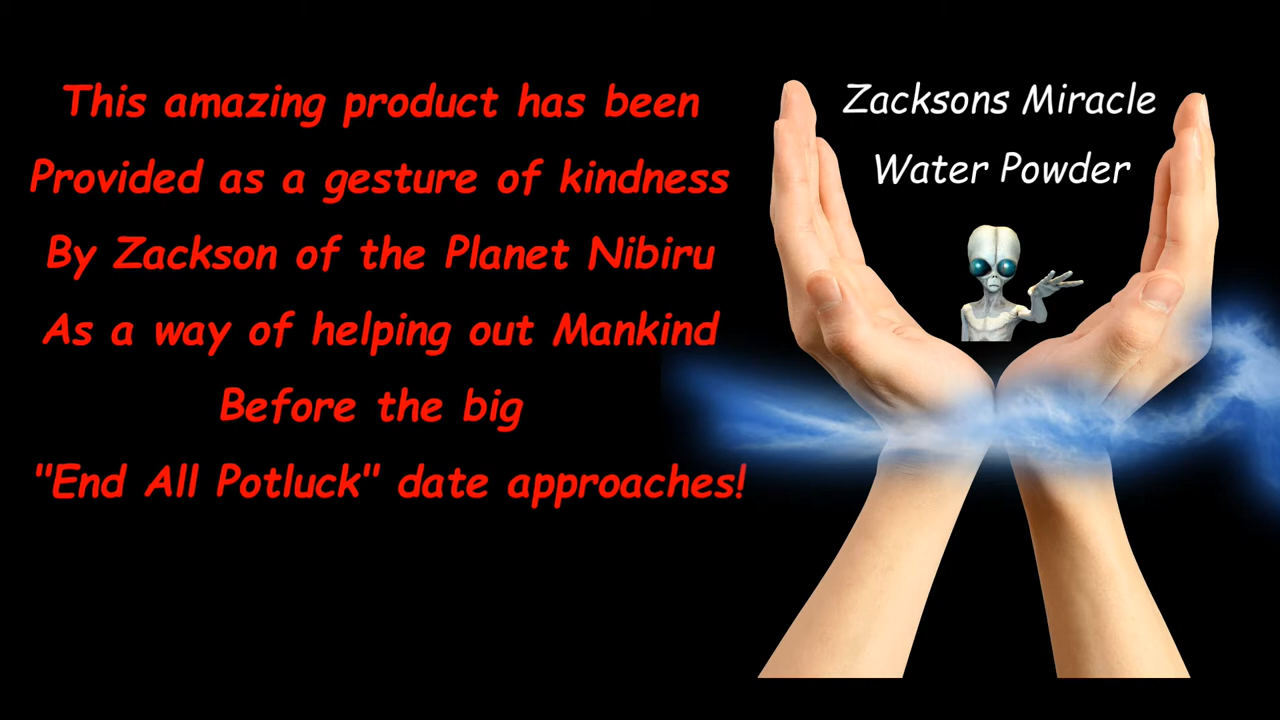 This amazing product has been
Provided as a gesture of kindness
By Zackson of the Planet Nibiru
As a way of helping out Mankind
Before the big
"End All Potluck" date approaches!
Zacksons Miracle
Water Powder